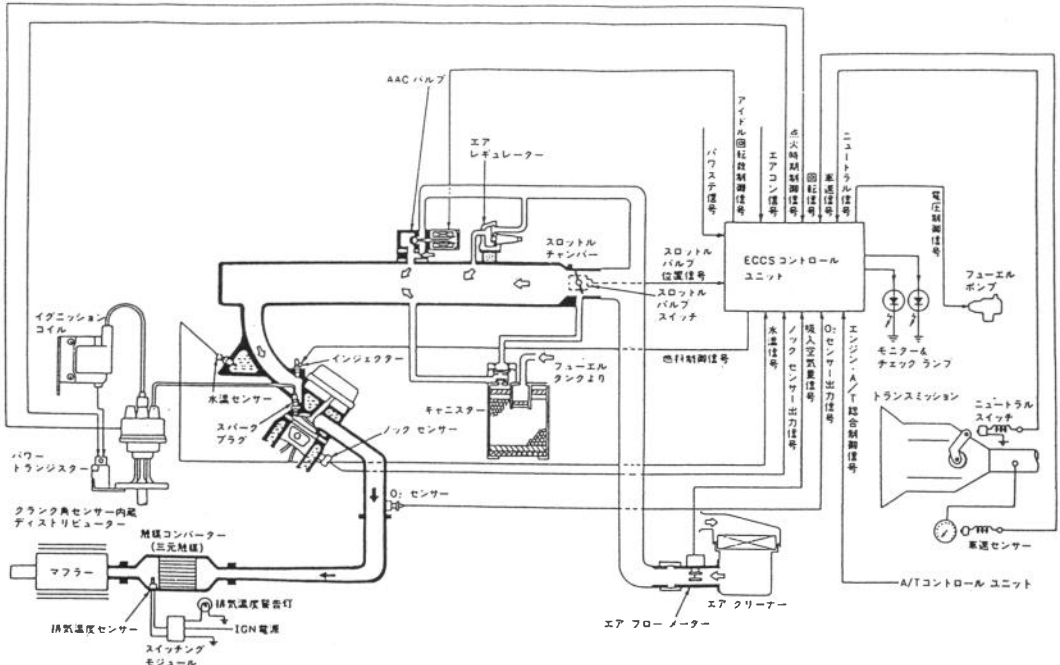 AACバルブ
エア
レギュレーター
パワステ信号
アイドル回転数制御信号
エアコン信号
点火時期制御信号
回転信号
車速信号
ニュートラル信号
電圧制御信号
スロットル
チャンバー
スロットル
バルブ
位置信号
スロットル
バルブ
スイッチ
ECCSコントロール
ユニット
フューエル
ポンプ
モニター&
チェック ランプ
イグニッション
コイル
インジェクター
燃料制御信号
水温信号
ノック センサー出力信号
吸入空気量信号
O₂センサー出力信号
エンジン・A/T総合制御信号
フューエル
タンクより
キャニスター
水温センサー
スパーク
プラグ
ノック センサー
トランスミッション
ニュートラル
スイッチ
パワー
トランジスター
クランク角センサー内蔵
ディストリビューター
O₂ センサー
触媒コンバーター
(三元触媒)
マフラー
車速センサー
A/Tコントロール ユニット
エア クリーナー
エア フロー メーター
排気温度警告灯
排気温度センサー
IGN電源
スイッチング
モジュール